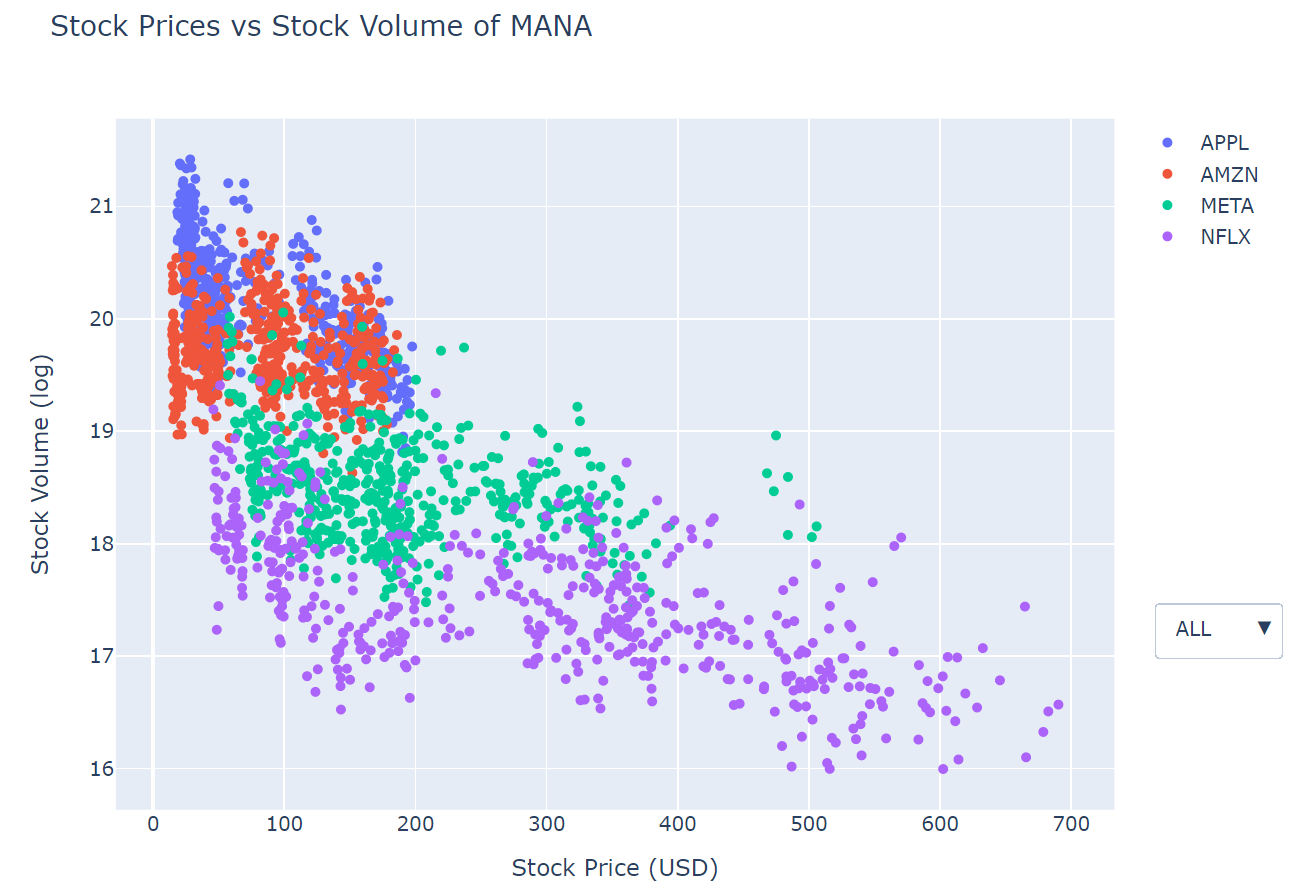 Stock Prices vs Stock Volume of MANA
APPL
AMZN
META
NFLX
21
20
19
18
17
16
Stock Volume (log)
ALL ▼
0 100 200 300 400 500 600 700
Stock Price (USD)